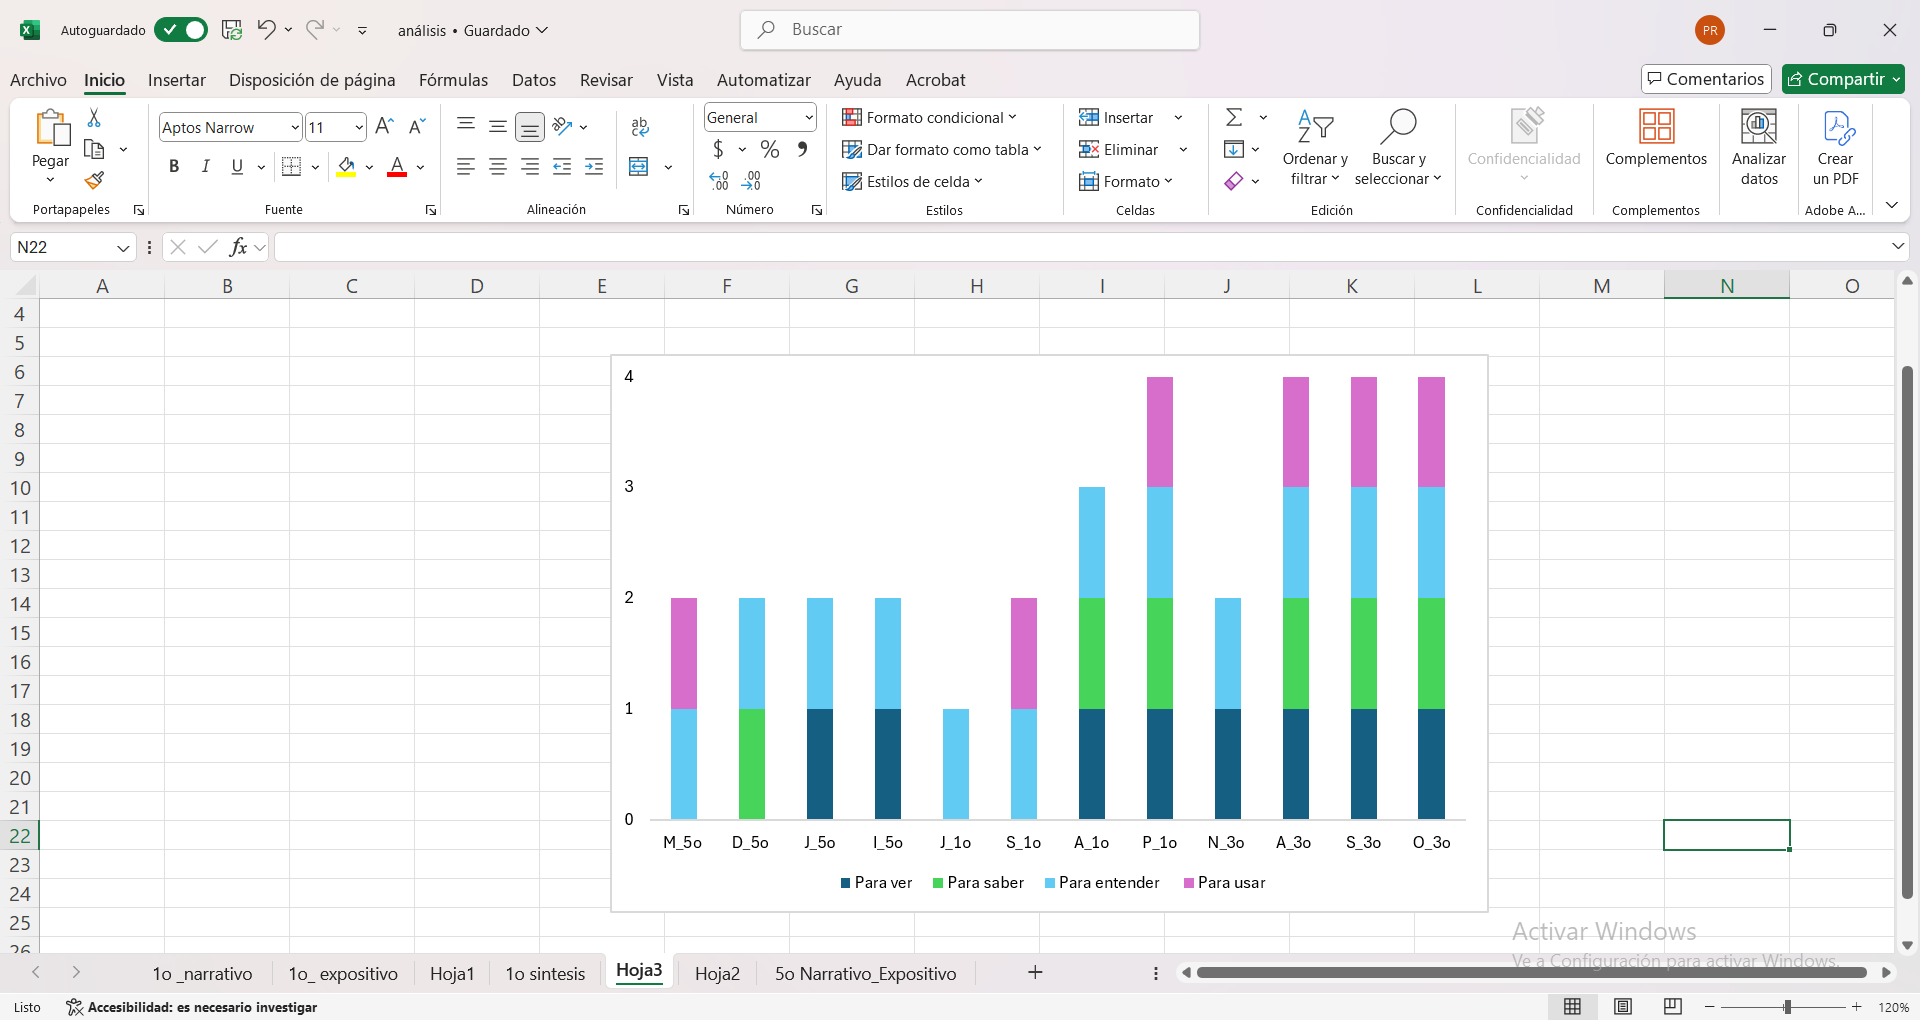 Autoguardado
análisis • Guardado
Buscar
PR
Archivo Inicio Insertar Disposición de página Fórmulas Datos Revisar Vista Automatizar Ayuda Acrobat
Comentarios Compartir
Pegar
Portapapeles
Aptos Narrow 11
N K S
Fuente
Alineación
General
$ %
Número
Formato condicional
Dar formato como tabla
Estilos de celda
Estilos
Insertar
Eliminar
Formato
Celdas
Ordenar y filtrar
Buscar y seleccionar
Edición
Confidencialidad
Confidencialidad
Complementos
Complementos
Analizar datos
Crear un PDF
Adobe A...
N22
fx
A B C D E F G H I J K L M N O
4
5
6
7
8
9
10
11
12
13
14
15
16
17
18
19
20
21
22
23
24
25
26
4
3
2
1
0
M_5o D_5o J_5o I_5o J_1o S_1o A_1o P_1o N_3o A_3o S_3o O_3o
Para ver Para saber Para entender Para usar
Activar Windows
Ve a Configuración para activar Windows.
1o _narrativo 1o_ expositivo Hoja1 1o sintesis Hoja3 Hoja2 5o Narrativo_Expositivo
Listo
Accesibilidad: es necesario investigar
120%